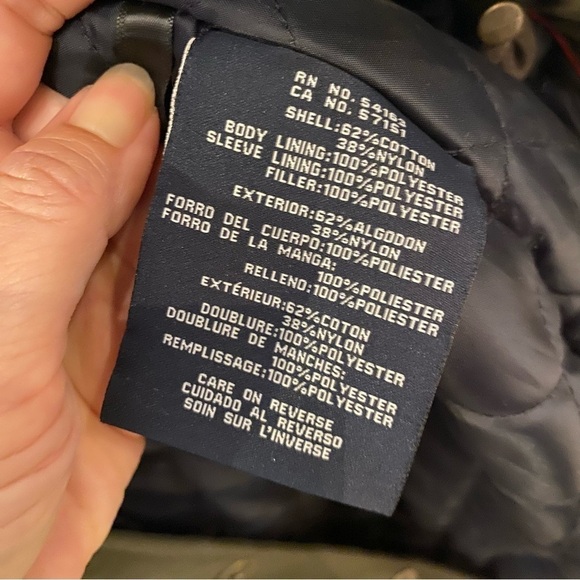 RN NO. 54163
CA NO. 57151
SHELL:62%COTTON
38%NYLON
BODY LINING:100%POLYESTER
SLEEVE LINING:100%POLYESTER
FILLER:100%POLYESTER
EXTERIOR:62%ALGODON
38%NYLON
FORRO DEL CUERPO:100%POLIESTER
FORRO DE LA MANGA:
100%POLIESTER
RELLENO:100%POLIESTER
EXTÉRIEUR:62%COTON
38%NYLON
DOUBLURE:100%POLYESTER
DOUBLURE DE MANCHES:
100%POLYESTER
REMPLISSAGE:100%POLYESTER
CARE ON REVERSE
CUIDADO AL REVERSO
SOIN SUR L'INVERSE